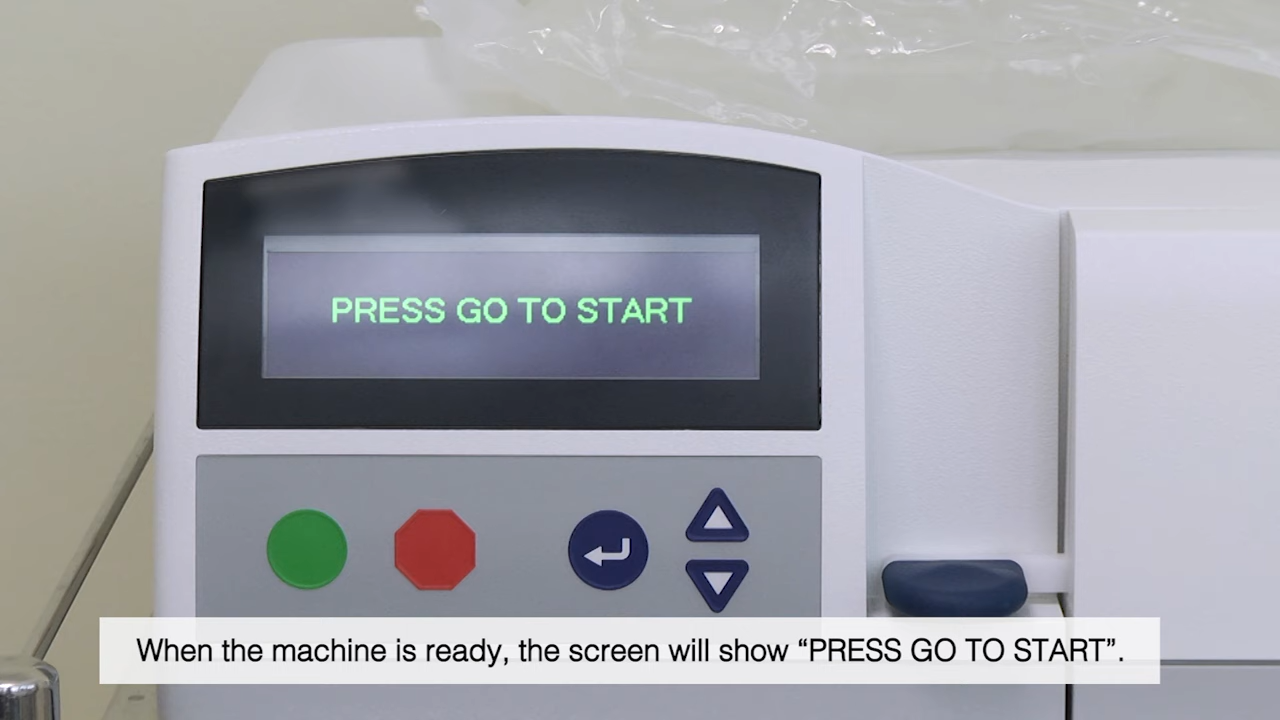 PRESS GO TO START
When the machine is ready, the screen will show “PRESS GO TO START”.